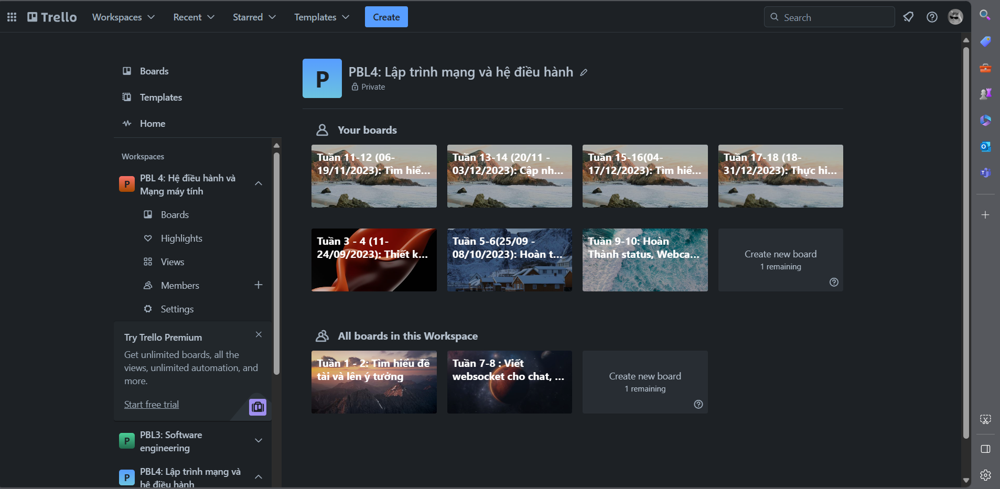 Trello
Workspaces
Recent
Starred
Templates
Create
Search
Boards
Templates
Home
Workspaces
P
PBL 4: Hệ điều hành và
Mạng máy tính
Boards
Highlights
Views
Members
Settings
Try Trello Premium
Get unlimited boards, all the
views, unlimited automation, and
more.
Start free trial
P
PBL3: Software
engineering
P
PBL4: Lập trình mạng và
hệ điều hành
P
PBL4: Lập trình mạng và hệ điều hành
Private
Your boards
Tuần 11-12 (06-
19/11/2023): Tìm hiể...
Tuần 13-14 (20/11 -
03/12/2023): Cập nh...
Tuần 15-16(04-
17/12/2023): Tìm hiể...
Tuần 17-18 (18-
31/12/2023): Thực hi...
Tuần 3 - 4 (11-
24/09/2023): Thiết k...
Tuần 5-6(25/09 -
08/10/2023): Hoàn t...
Tuần 9-10: Hoàn
Thành status, Webca...
Create new board
1 remaining
All boards in this Workspace
Tuần 1 - 2: Tìm hiểu đề
tài và lên ý tưởng
Tuần 7-8 : Viết
websocket cho chat, ...
Create new board
1 remaining